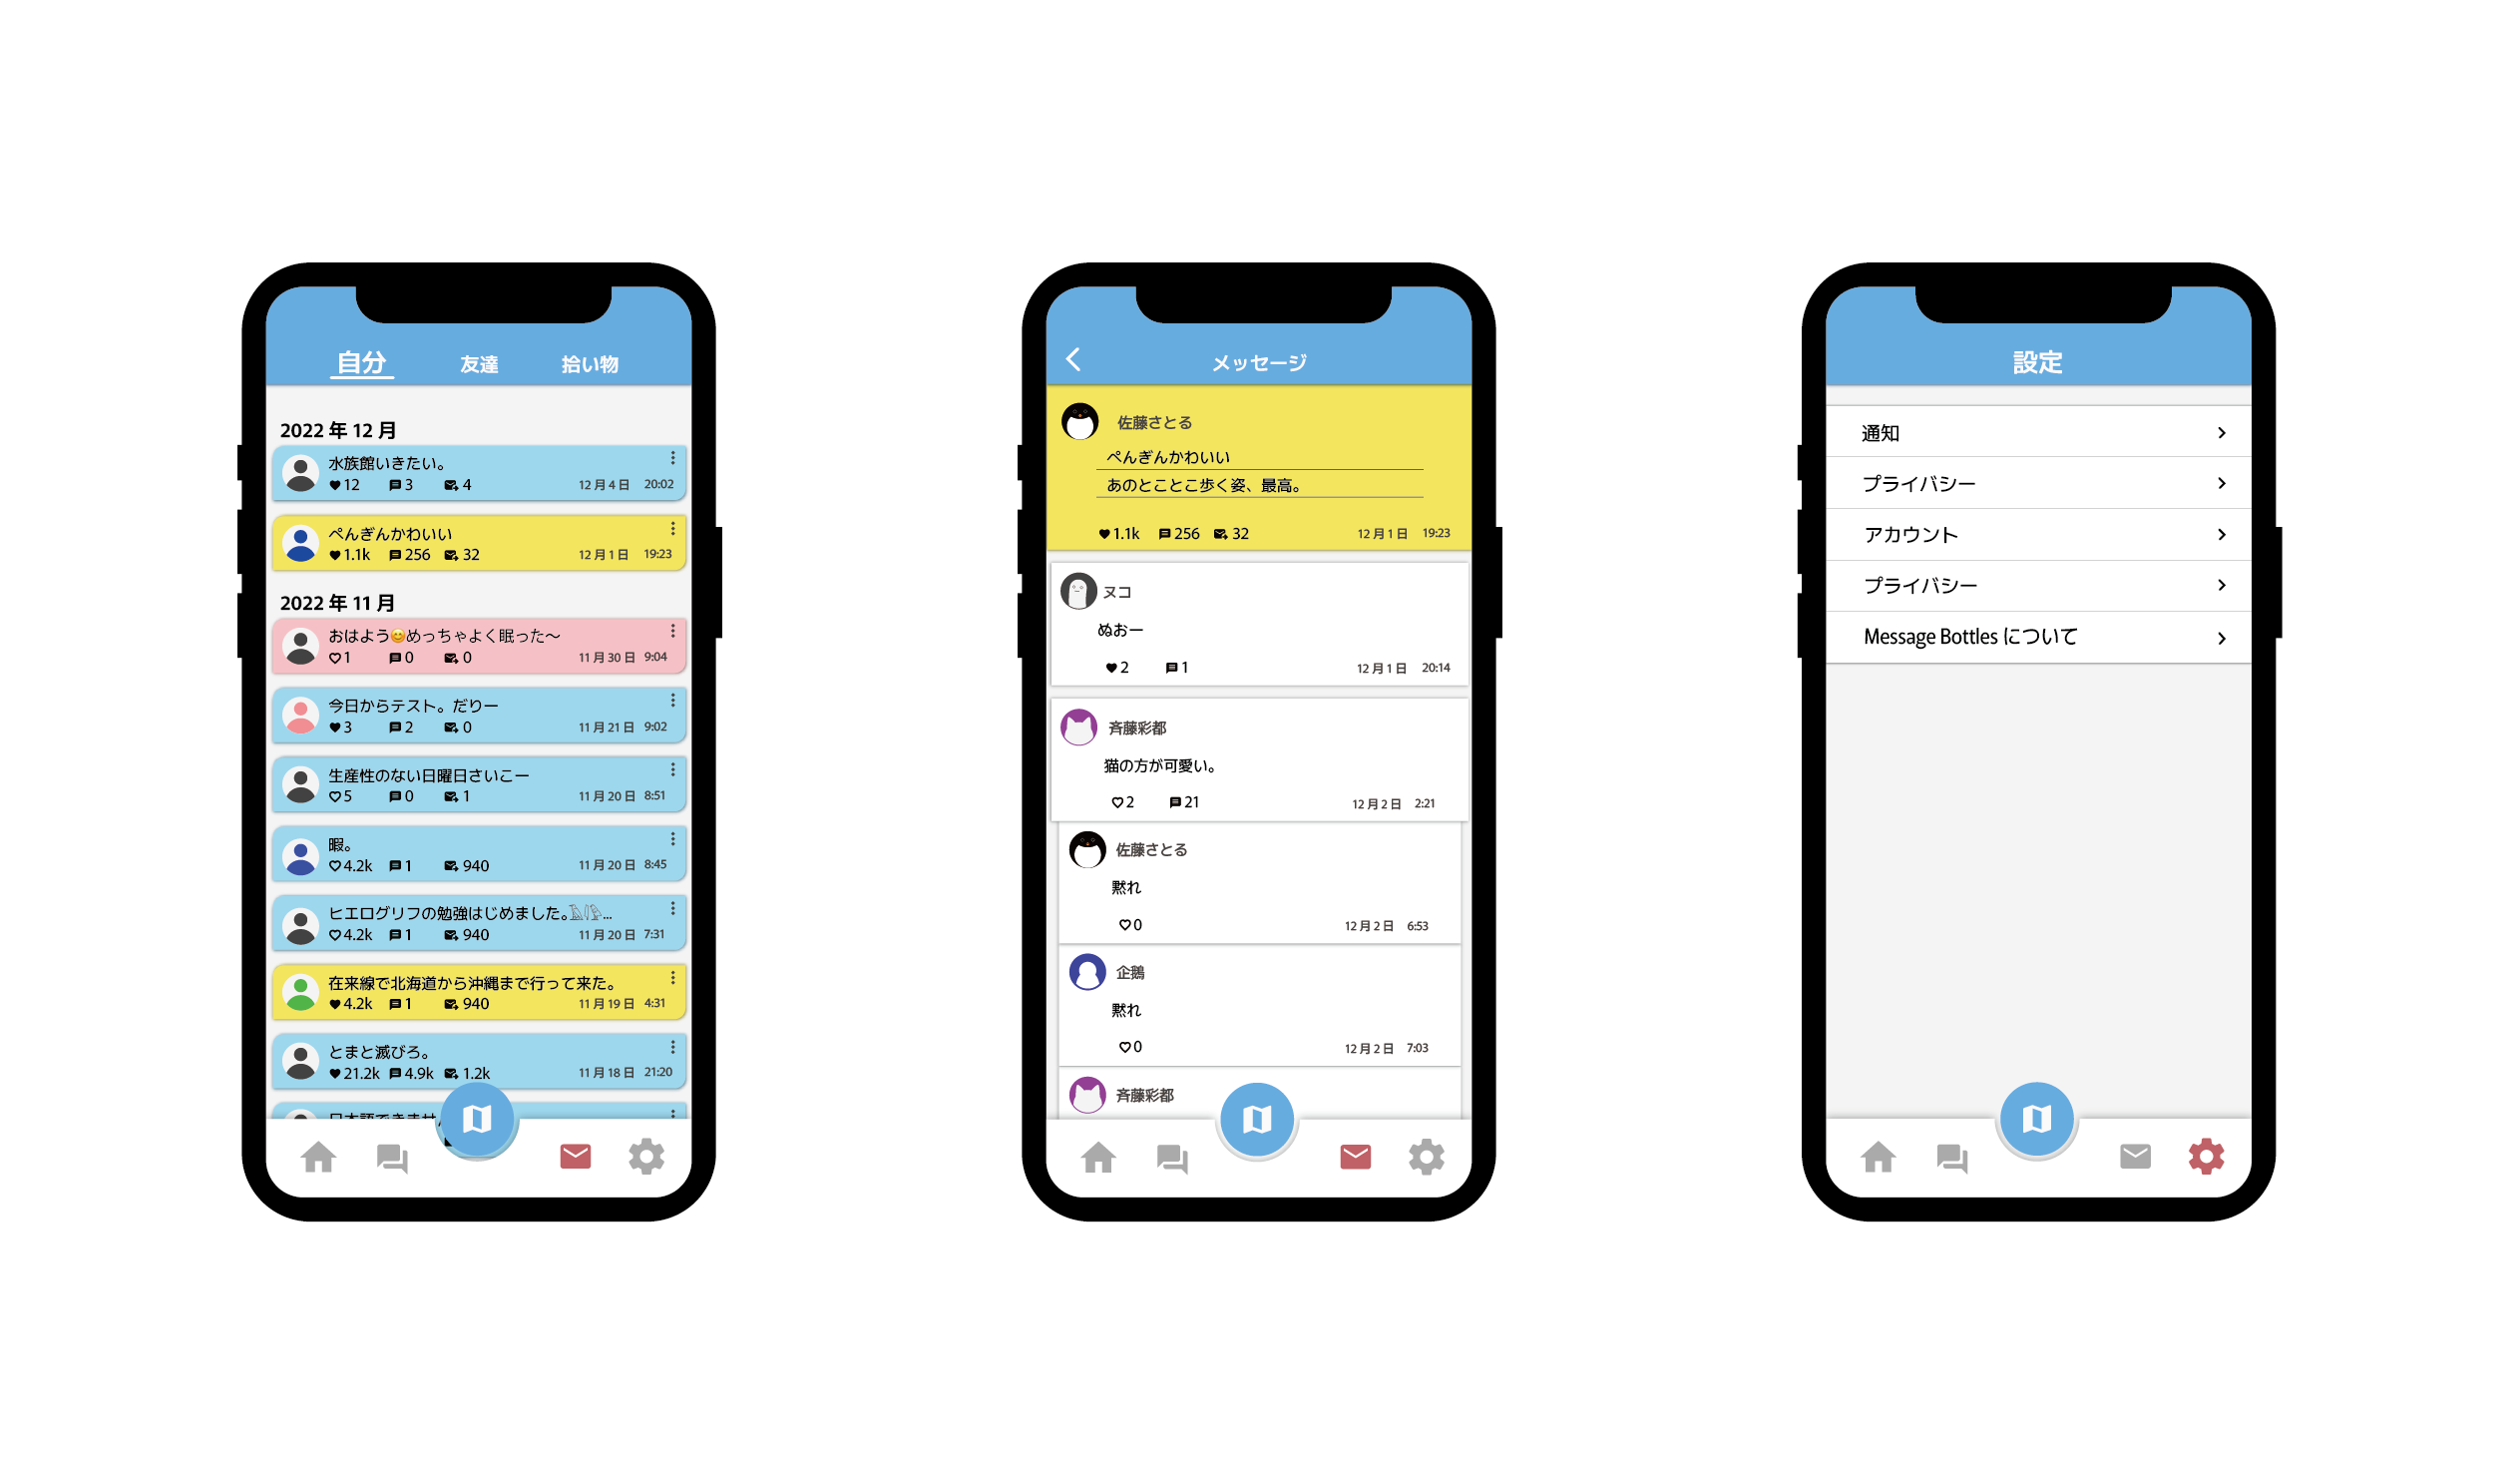 自分 友達 拾い物
2022 年 12 月
水族館いきたい。
12 3 4 12 月 4 日 20:02
ぺんぎんかわいい
1.1k 256 32 12 月 1 日 19:23
2022 年 11 月
おはよう😊めっちゃよく眠った〜
1 0 0 11 月 30 日 9:04
今日からテスト。だりー
3 2 0 11 月 21 日 9:02
生産性のない日曜日さいこー
5 0 1 11 月 20 日 8:51
暇。
4.2k 1 940 11 月 20 日 8:45
ヒエログリフの勉強はじめました。...
4.2k 1 940 11 月 20 日 7:31
在来線で北海道から沖縄まで行って来た。
4.2k 1 940 11 月 19 日 4:31
とまと滅びろ。
21.2k 4.9k 1.2k 11 月 18 日 21:20
日本語できませ
メッセージ
佐藤さとる
ぺんぎんかわいい
あのとことこ歩く姿、最高。
1.1k 256 32 12 月 1 日 19:23
ヌコ
ぬおー
2 1 12 月 1 日 20:14
斉藤彩都
猫の方が可愛い。
2 21 12 月 2 日 2:21
佐藤さとる
黙れ
0 12 月 2 日 6:53
企鵝
黙れ
0 12 月 2 日 7:03
斉藤彩都
設定
通知
プライバシー
アカウント
プライバシー
Message Bottles について